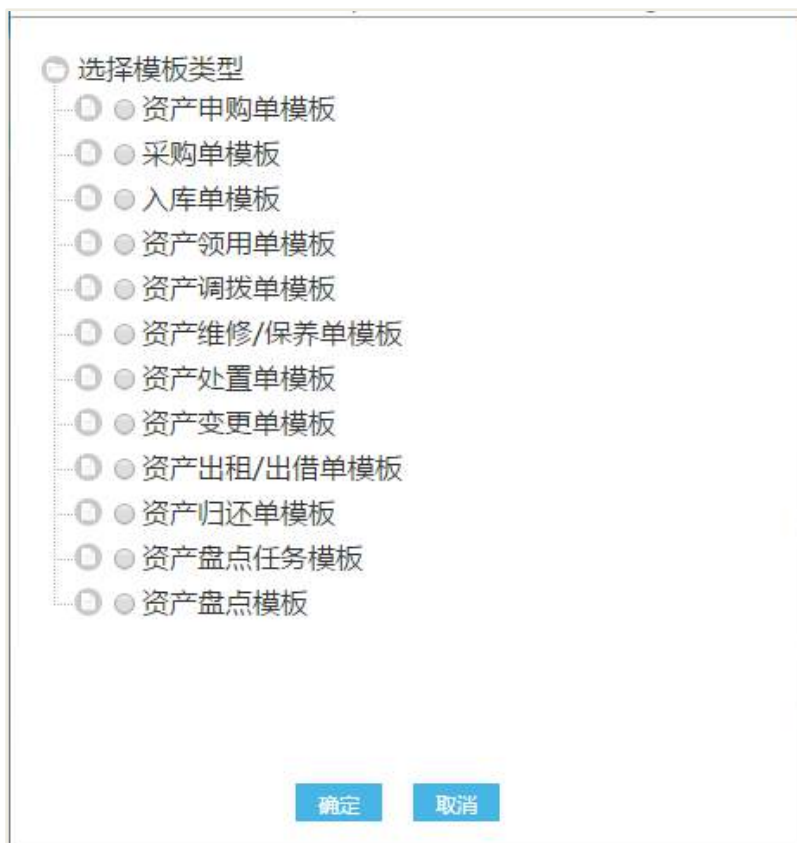 选择模板类型
资产申购单模板
采购单模板
入库单模板
资产领用单模板
资产调拨单模板
资产维修/保养单模板
资产处置单模板
资产变更单模板
资产出租/出借单模板
资产归还单模板
资产盘点任务模板
资产盘点模板
确定 取消